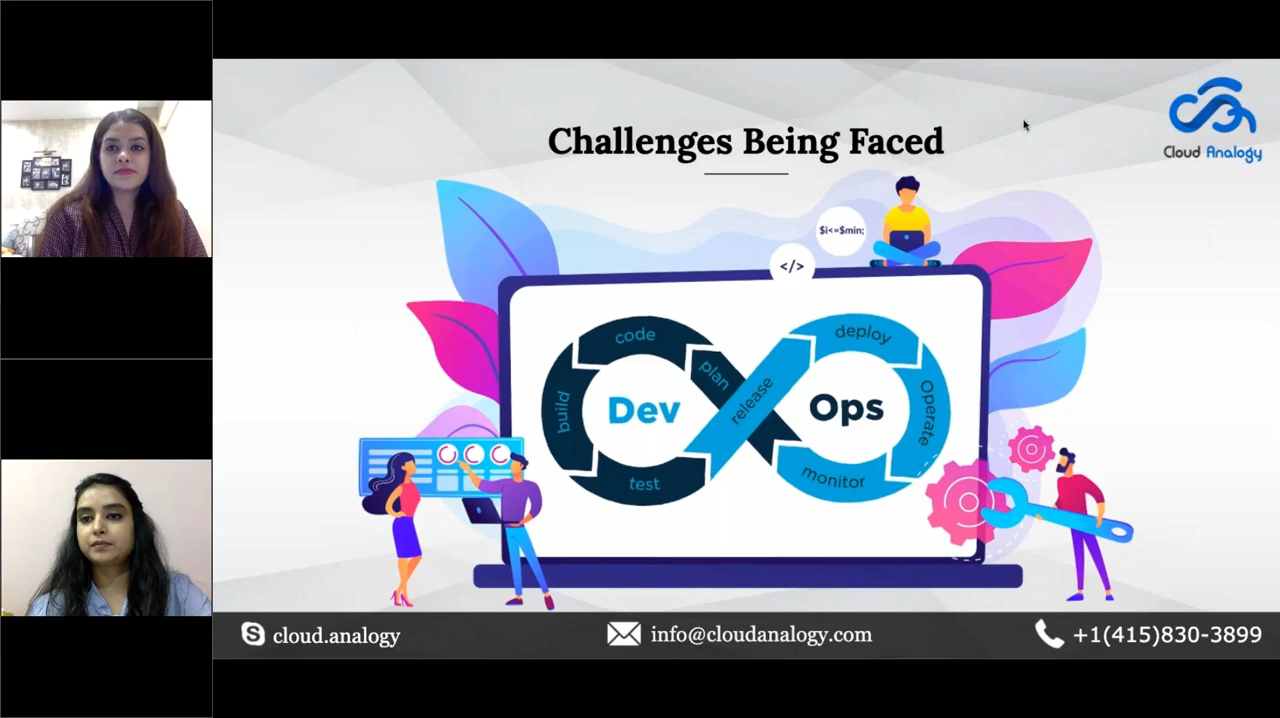 Challenges Being Faced
Cloud Analogy
$i<=$min;
</>
code
plan
build
Dev
test
release
deploy
Ops
Operate
monitor
cloud.analogy
info@cloudanalogy.com
+1(415)830-3899